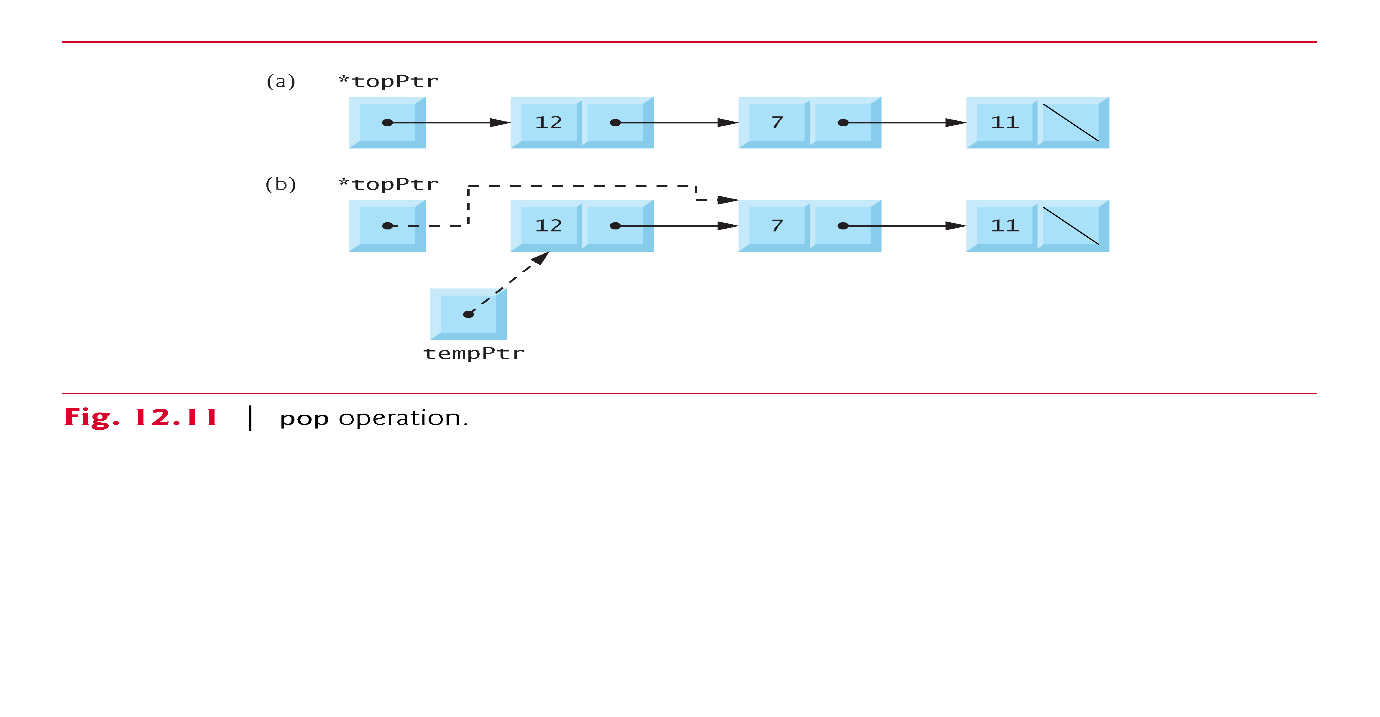 (a) *topPtr
12 7 11
(b) *topPtr
12 7 11
tempPtr
Fig. 12.11 | pop operation.